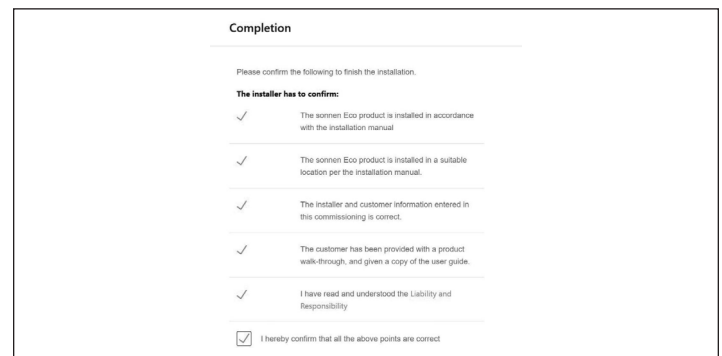 Completion
Please confirm the following to finish the installation.
The installer has to confirm:
The sonnen Eco product is installed in accordance
with the installation manual
The sonnen Eco product is installed in a suitable
location per the installation manual.
The installer and customer information entered in
this commissioning is correct.
The customer has been provided with a product
walk-through, and given a copy of the user guide.
I have read and understood the Liability and
Responsibility
I hereby confirm that all the above points are correct